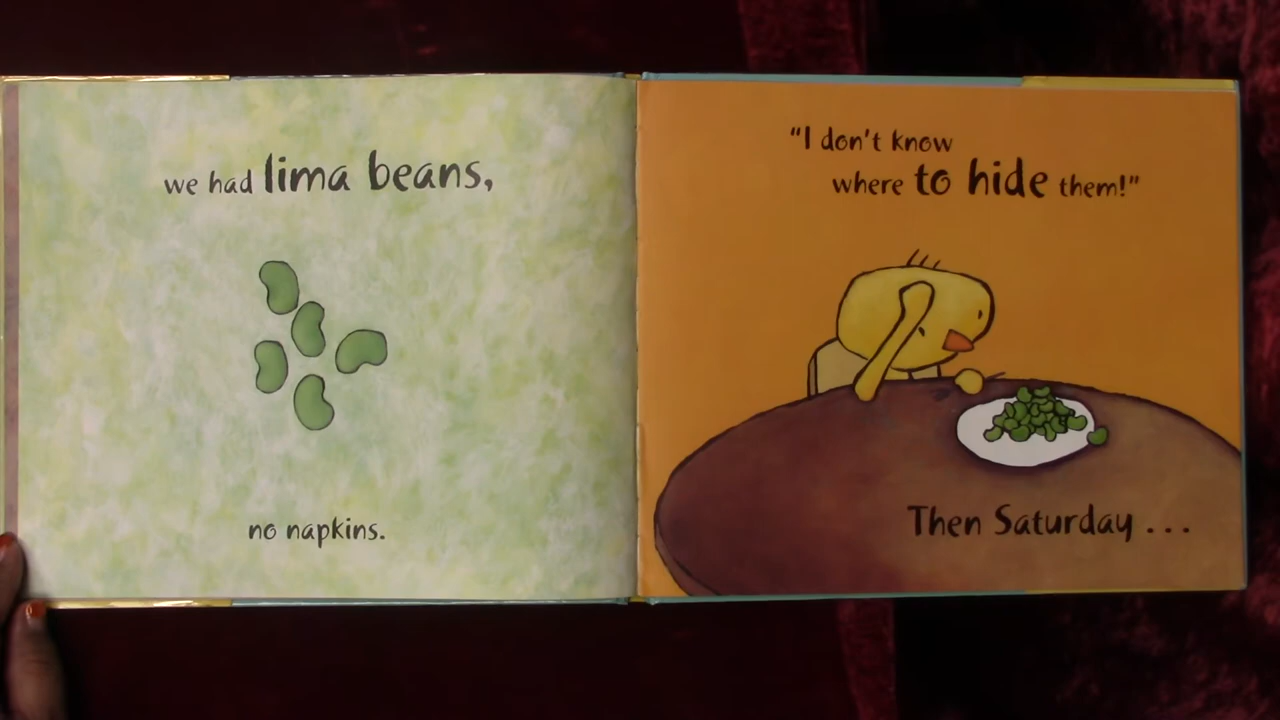 we had lima beans,
no napkins.
"I don't know
where to hide them!"
Then Saturday . . .